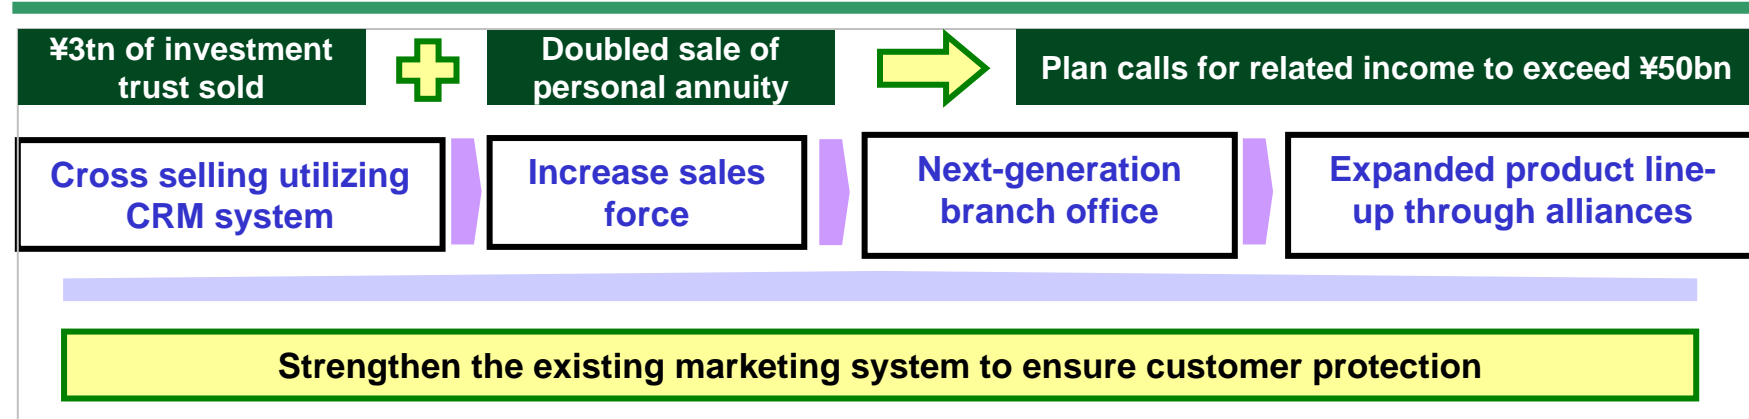 ¥3tn of investment
trust sold
Doubled sale of
personal annuity
Plan calls for related income to exceed ¥50bn
Cross selling utilizing
CRM system
Increase sales
force
Next-generation
branch office
Expanded product line-
up through alliances
Strengthen the existing marketing system to ensure customer protection